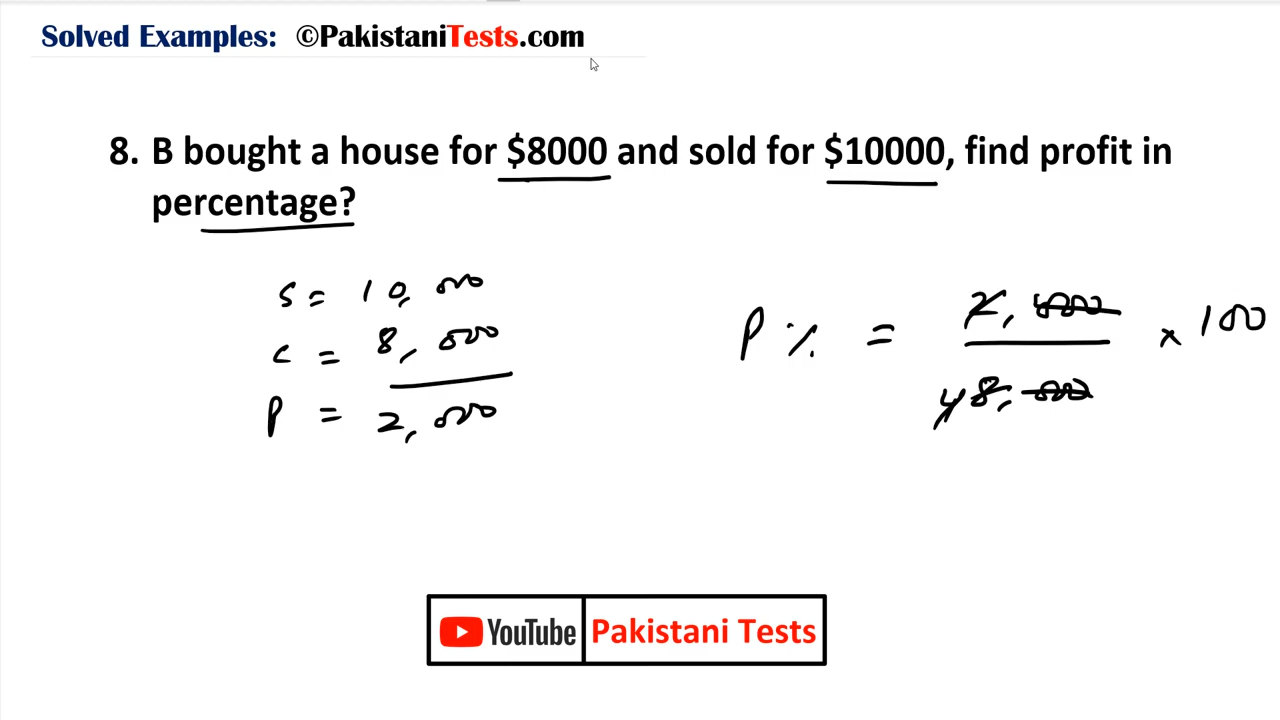 Solved Examples: ©PakistaniTests.com
8. B bought a house for $8000 and sold for $10000, find profit in
percentage?
S = 10,000
C = 8,000
P = 2,000
P % = 2,000 × 100
48,000
YouTube Pakistani Tests